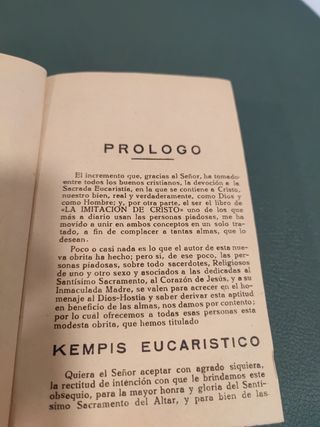 PROLOGO
El incremento que, gracias al Señor, ha tomado
entre todos los buenos cristianos, la devoción a la
Sagrada Eucaristía, en la que se contiene a Cristo,
nuestro bien, real y verdaderamente, como Dios y
como Hombre; y, por otra parte, el ser el libro de
«LA IMITACION DE CRISTO» uno de los que
más a diario usan las personas piadosas, me ha
movido a unir en ambos conceptos en un solo tra-
tado, a fin de complacer a tantas almas, que lo
desean.
Poco o casi nada es lo que el autor de esta nue-
va obrita ha hecho; pero si, de ese poco, las per-
sonas piadosas, sobre todo sacerdotes, Religiosos
de uno y otro sexo y asociados a las dedicadas al
Santísimo Sacramento, al Corazón de Jesús, y a su
Inmaculada Madre, se valen para acrecer en el ho-
menaje al Dios-Hostia y saber derivar esta aptitud
en beneficio de las almas, nos damos por contento;
por lo cual ofrecemos a todas esas personas esta
modesta obrita, que hemos titulado
KEMPIS EUCARISTICO
Quiera el Señor aceptar con agrado siquiera,
la rectitud de intención con que le brindamos este
obsequio, para la mayor honra y gloria del Santí-
simo Sacramento del Altar, y para bien de las